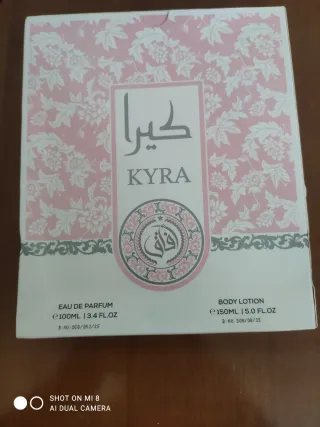 كيرا
KYRA
EAU DE PARFUM
℮100ML | 3.4 FL.OZ
BODY LOTION
℮150ML | 5.0 FL.OZ
SHOT ON MI 8
AI DUAL CAMERA